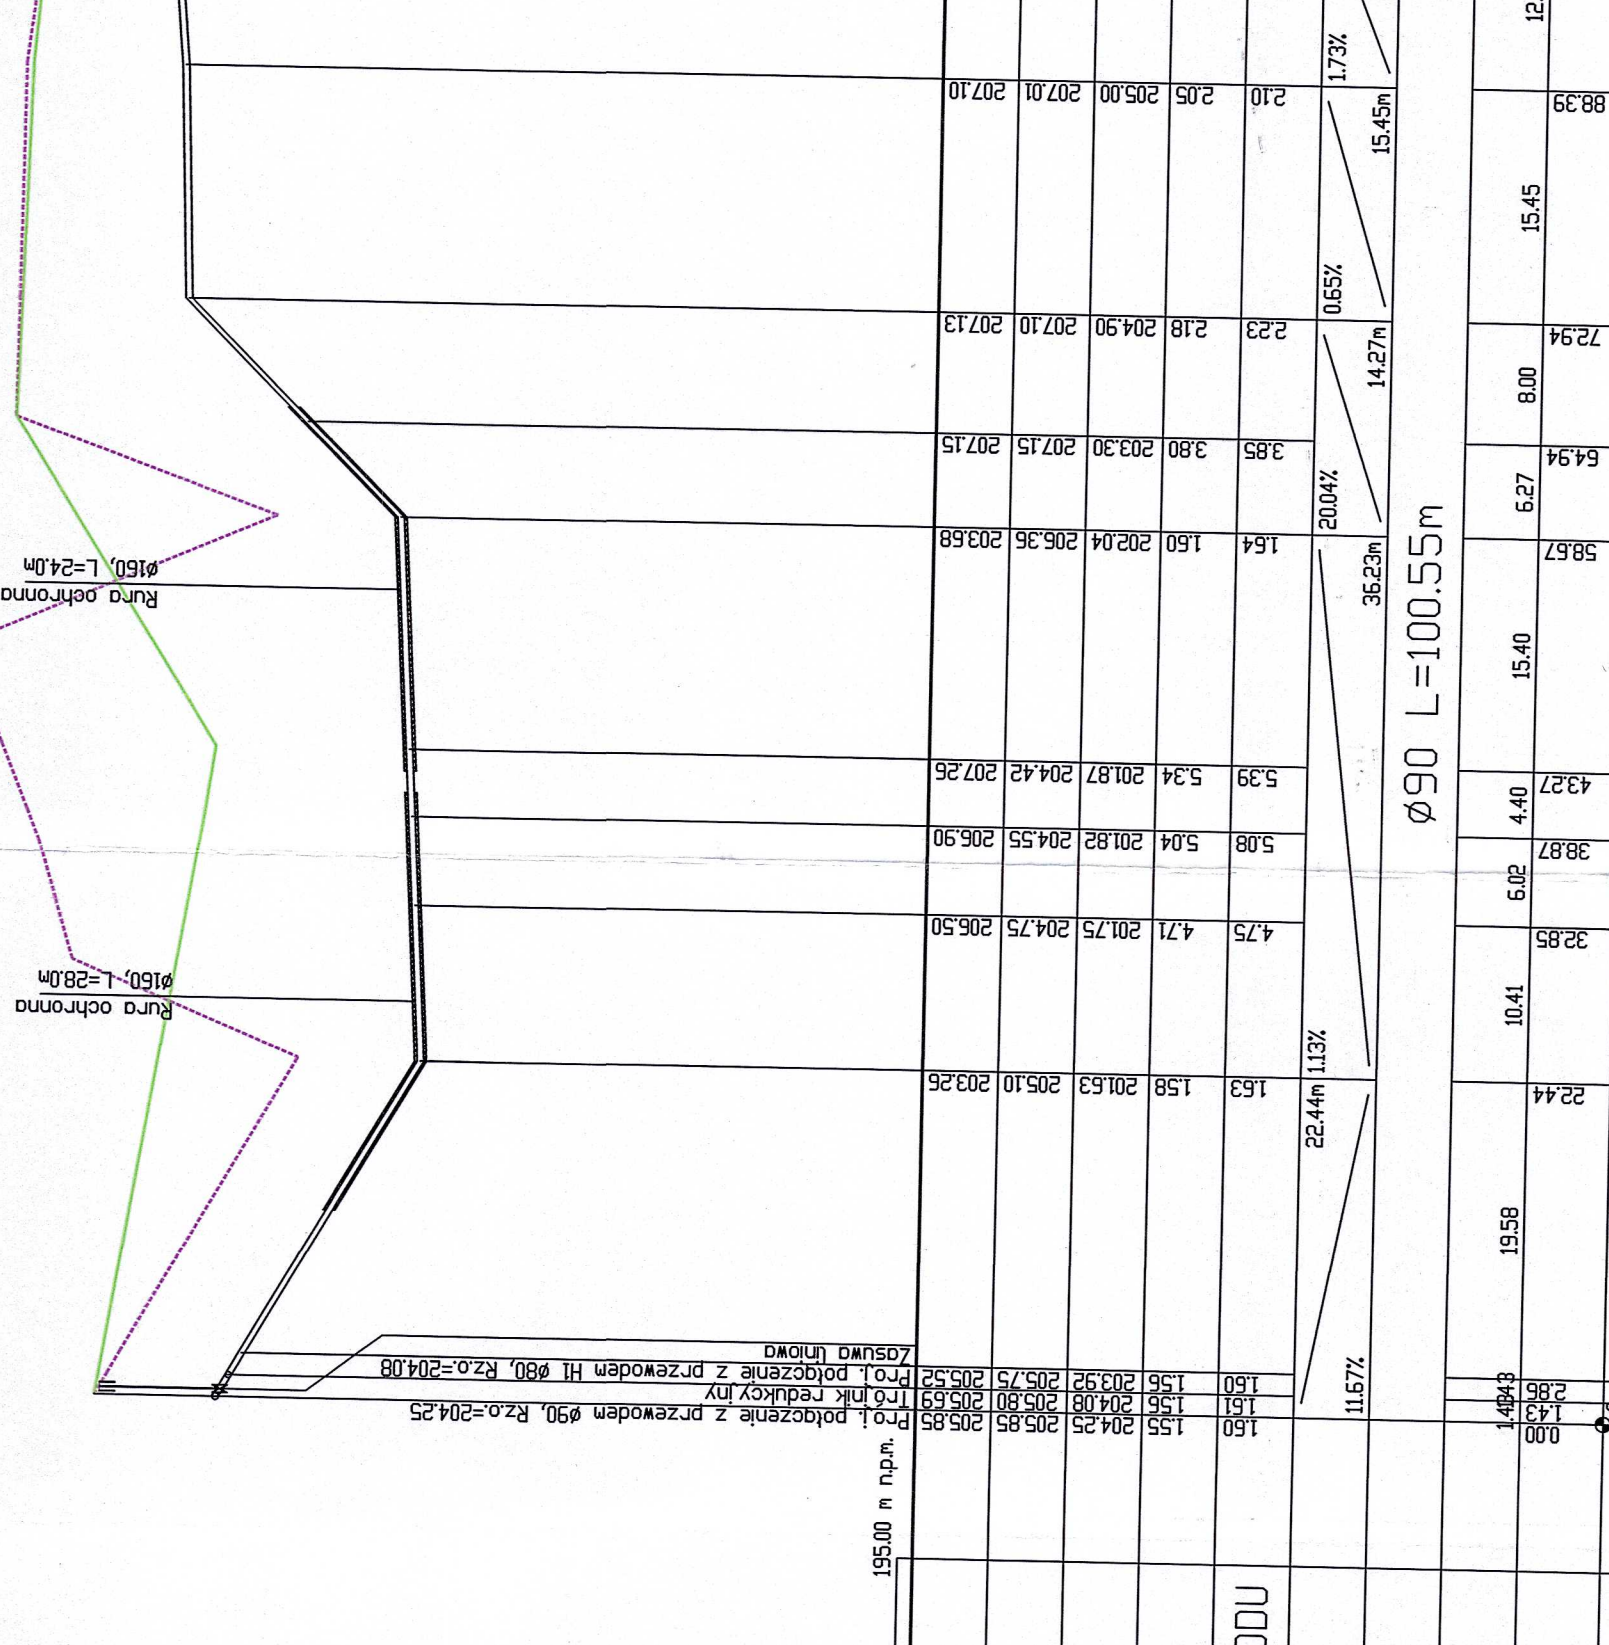 Proj. połączenie z przewodem ø90, Rz.o.=204.25
Trójnik redukcyjny
Proj. połączenie z przewodem H1 ø80, Rz.o.=204.08
Zasuwa liniowa
Rura ochronna
ø160, L=28.0m
Rura ochronna
ø160, L=24.0m
195.00 m n.p.m.
205.85 205.69 205.52 203.26 206.50 206.90 207.26 203.68 207.15 207.13 207.10
205.85 205.80 205.75 205.10 204.75 204.55 204.42 206.36 207.15 207.10 207.01
204.25 204.08 203.92 201.63 201.75 201.82 201.87 202.04 203.30 204.90 205.00
1.55 1.56 1.56 1.58 4.71 5.04 5.34 1.60 3.80 2.18 2.05
1.60 1.61 1.60 1.63 4.75 5.08 5.39 1.64 3.85 2.23 2.10
11.67% 22.44m 1.13% 36.23m 20.04% 14.27m 0.65% 15.45m 1.73%
ø90 L=100.55m
19.58 10.41 6.02 4.40 15.40 6.27 8.00 15.45
0.00 1.43 2.86 22.44 32.85 38.87 43.27 58.67 64.94 72.94 88.39